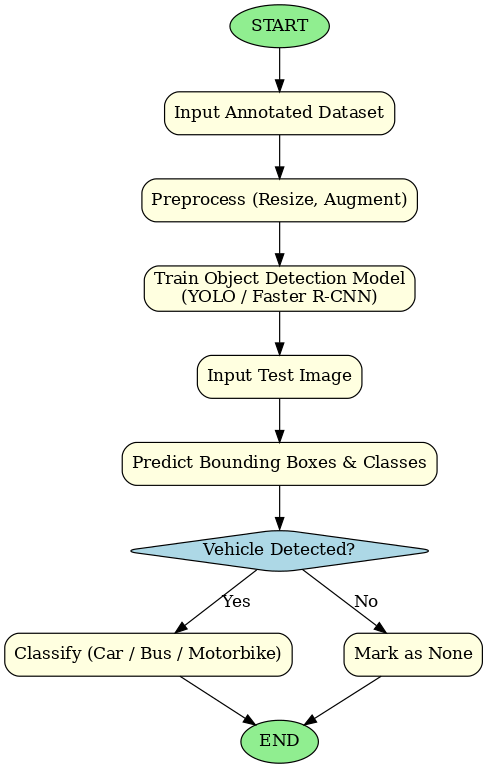 START
Input Annotated Dataset
Preprocess (Resize, Augment)
Train Object Detection Model
(YOLO / Faster R-CNN)
Input Test Image
Predict Bounding Boxes & Classes
Vehicle Detected?
Yes
No
Classify (Car / Bus / Motorbike)
Mark as None
END